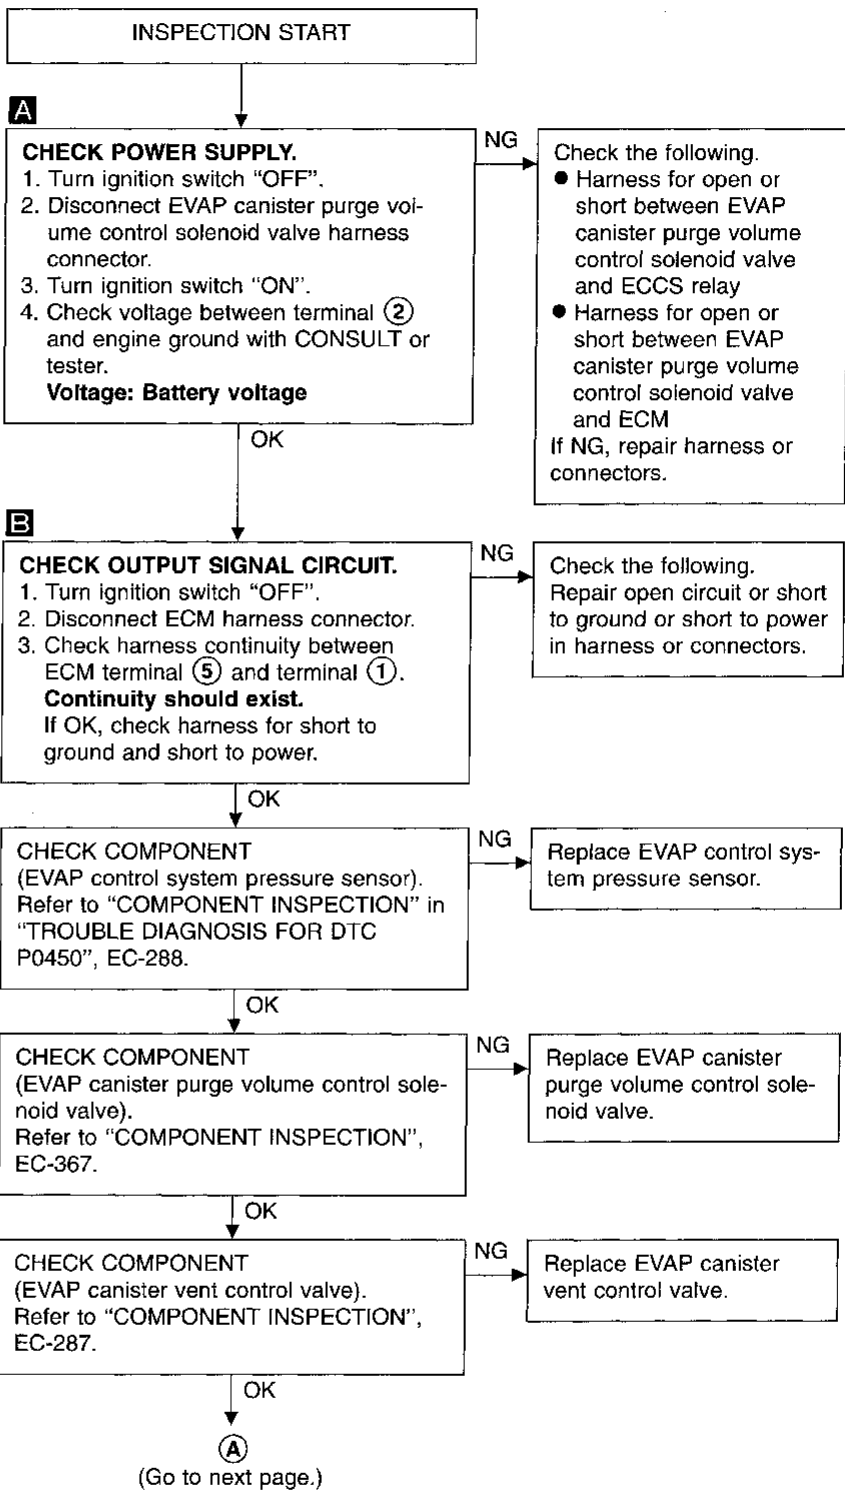 INSPECTION START
A
CHECK POWER SUPPLY.
1. Turn ignition switch “OFF”.
2. Disconnect EVAP canister purge vol-
ume control solenoid valve harness
connector.
3. Turn ignition switch “ON”.
4. Check voltage between terminal ②
and engine ground with CONSULT or
tester.
Voltage: Battery voltage
NG
Check the following.
● Harness for open or
short between EVAP
canister purge volume
control solenoid valve
and ECCS relay
● Harness for open or
short between EVAP
canister purge volume
control solenoid valve
and ECM
If NG, repair harness or
connectors.
OK
B
CHECK OUTPUT SIGNAL CIRCUIT.
1. Turn ignition switch “OFF”.
2. Disconnect ECM harness connector.
3. Check harness continuity between
ECM terminal ⑤ and terminal ①.
Continuity should exist.
If OK, check harness for short to
ground and short to power.
NG
Check the following.
Repair open circuit or short
to ground or short to power
in harness or connectors.
OK
CHECK COMPONENT
(EVAP control system pressure sensor).
Refer to “COMPONENT INSPECTION” in
“TROUBLE DIAGNOSIS FOR DTC
P0450”, EC-288.
NG
Replace EVAP control sys-
tem pressure sensor.
OK
CHECK COMPONENT
(EVAP canister purge volume control sole-
noid valve).
Refer to “COMPONENT INSPECTION”,
EC-367.
NG
Replace EVAP canister
purge volume control sole-
noid valve.
OK
CHECK COMPONENT
(EVAP canister vent control valve).
Refer to “COMPONENT INSPECTION”,
EC-287.
NG
Replace EVAP canister
vent control valve.
OK
Ⓐ
(Go to next page.)